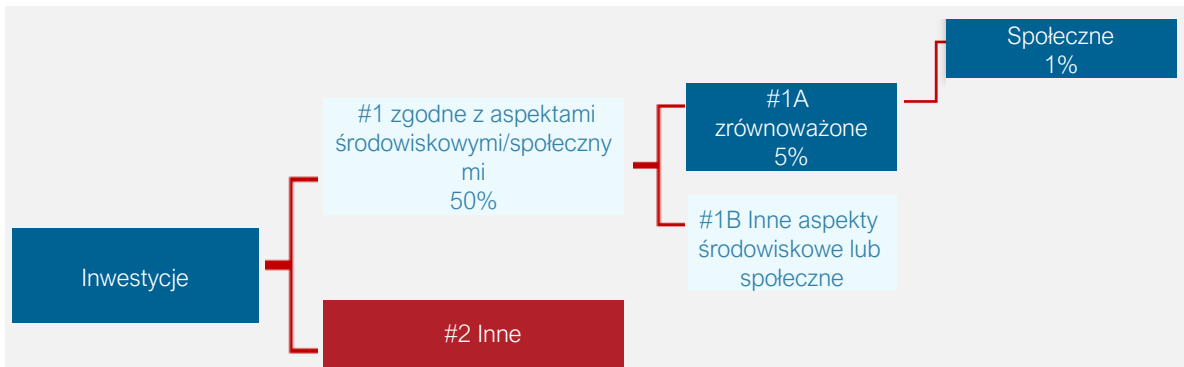 Społeczne
1%
#1A
zrównoważone
5%
#1 zgodne z aspektami
środowiskowymi/społeczny
mi
50%
#1B Inne aspekty
środowiskowe lub
społeczne
Inwestycje
#2 Inne